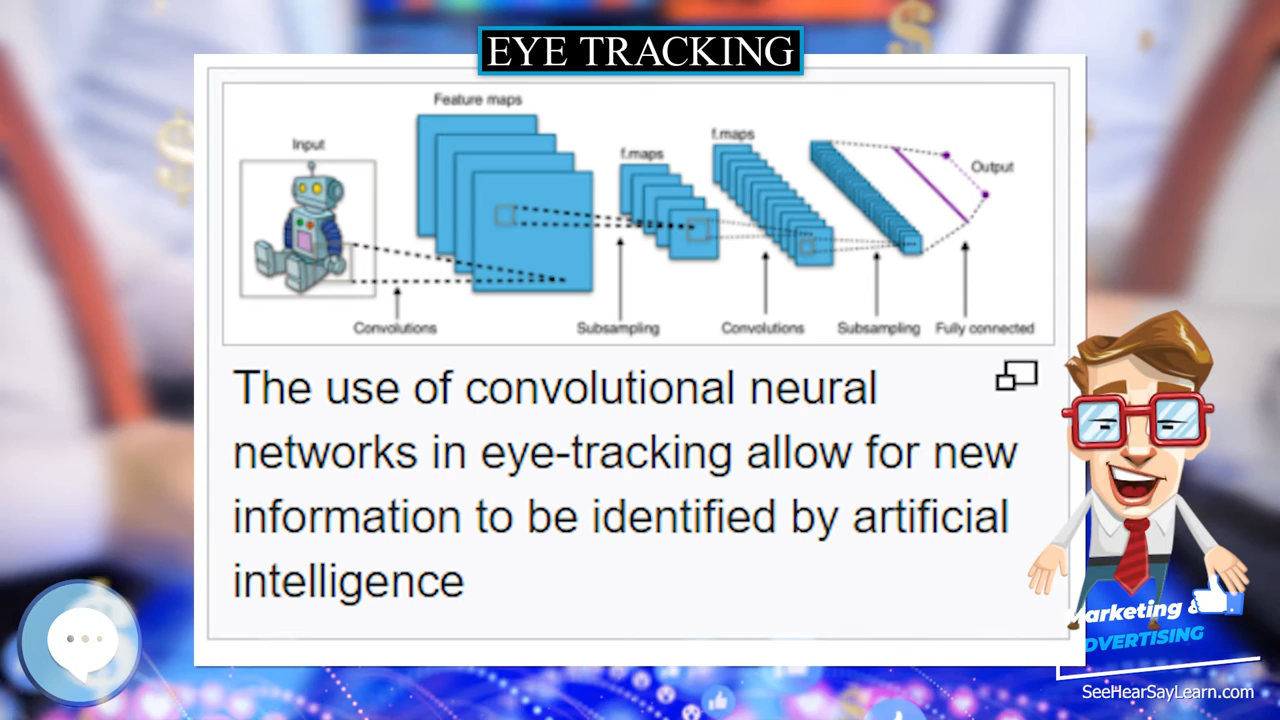 EYE TRACKING
Feature maps
Input
f.maps
f.maps
Output
Convolutions
Subsampling
Convolutions
Subsampling
Fully connected
The use of convolutional neural
networks in eye-tracking allow for new
information to be identified by artificial
intelligence
Marketing &
ADVERTISING
SeeHearSayLearn.com